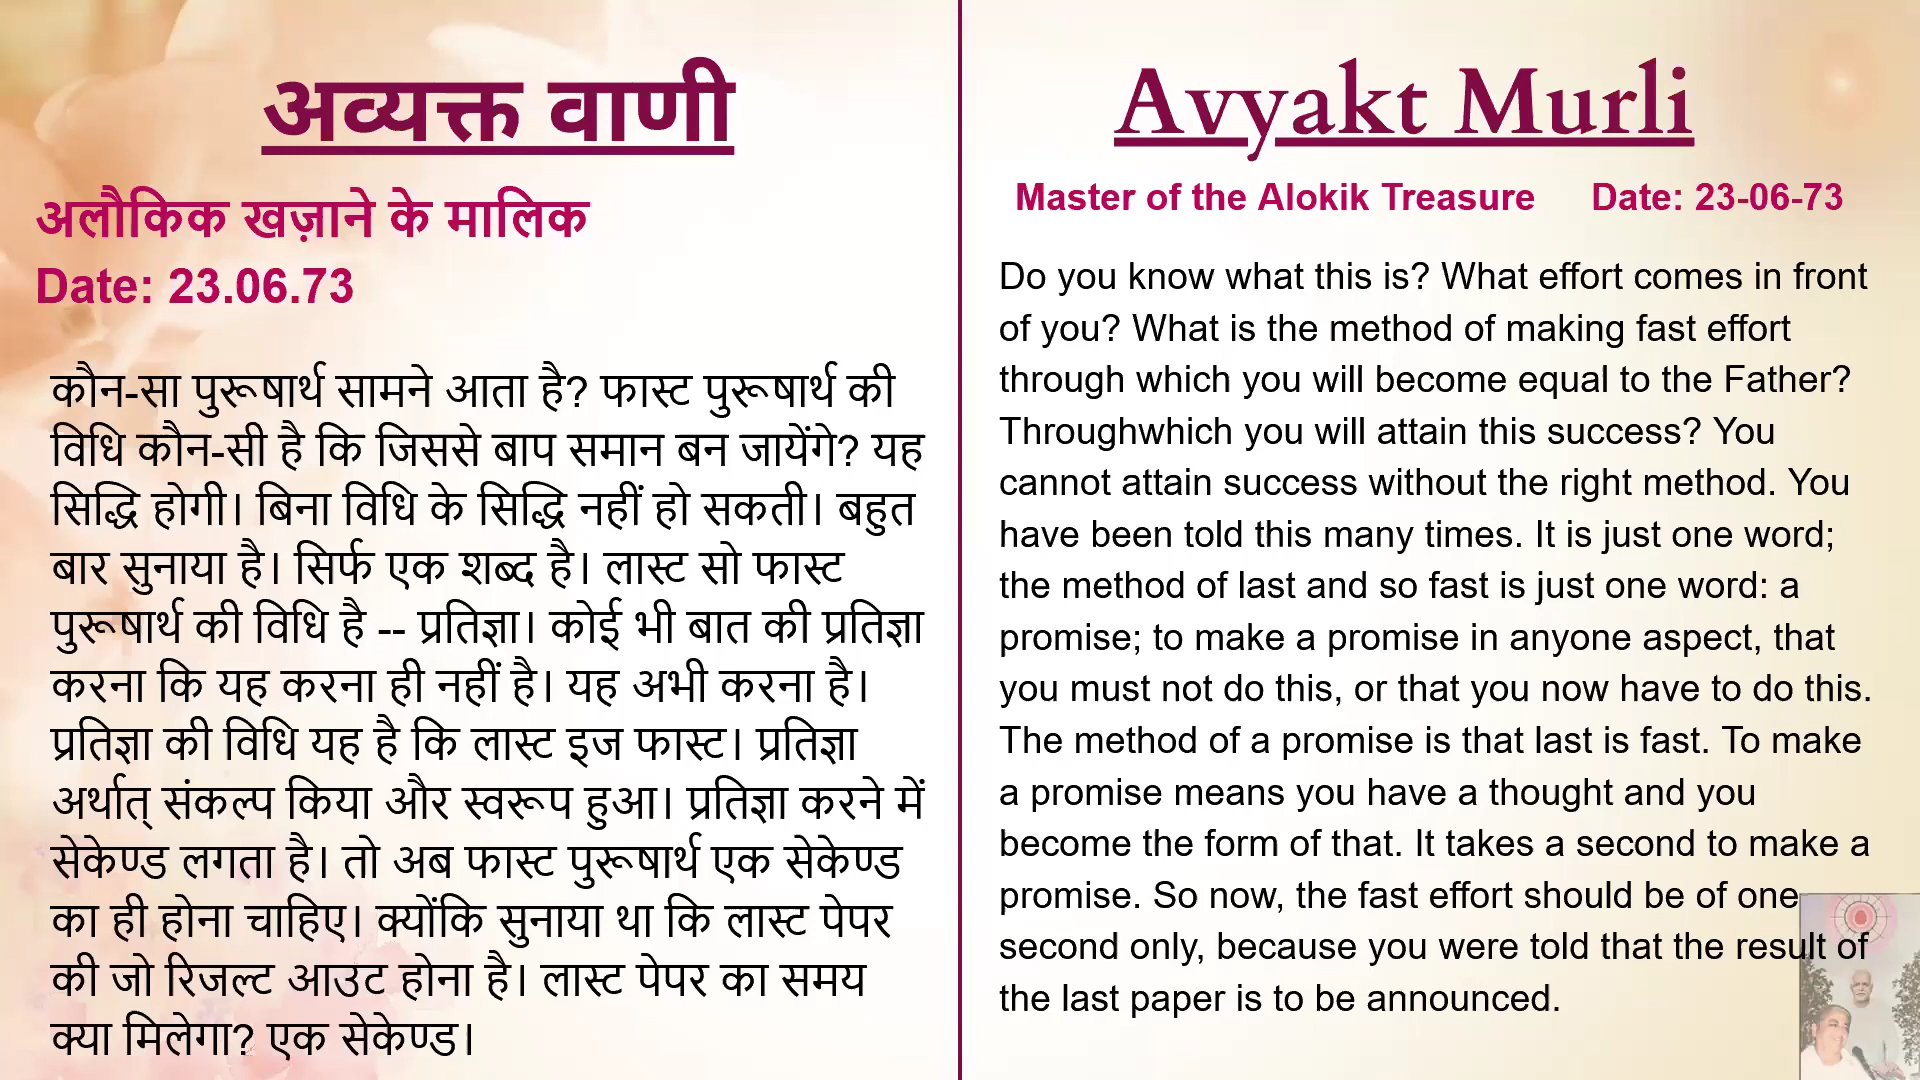 अव्यक्त वाणी
अलौकिक खज़ाने के मालिक
Date: 23.06.73
कौन-सा पुरूषार्थ सामने आता है? फास्ट पुरूषार्थ की
विधि कौन-सी है कि जिससे बाप समान बन जायेंगे? यह
सिद्धि होगी। बिना विधि के सिद्धि नहीं हो सकती। बहुत
बार सुनाया है। सिर्फ एक शब्द है। लास्ट सो फास्ट
पुरूषार्थ की विधि है -- प्रतिज्ञा। कोई भी बात की प्रतिज्ञा
करना कि यह करना ही नहीं है। यह अभी करना है।
प्रतिज्ञा की विधि यह है कि लास्ट इज फास्ट। प्रतिज्ञा
अर्थात् संकल्प किया और स्वरूप हुआ। प्रतिज्ञा करने में
सेकेण्ड लगता है। तो अब फास्ट पुरूषार्थ एक सेकेण्ड
का ही होना चाहिए। क्योंकि सुनाया था कि लास्ट पेपर
की जो रिजल्ट आउट होना है। लास्ट पेपर का समय
क्या मिलेगा? एक सेकेण्ड।
Avyakt Murli
Master of the Alokik Treasure Date: 23-06-73
Do you know what this is? What effort comes in front
of you? What is the method of making fast effort
through which you will become equal to the Father?
Throughwhich you will attain this success? You
cannot attain success without the right method. You
have been told this many times. It is just one word;
the method of last and so fast is just one word: a
promise; to make a promise in anyone aspect, that
you must not do this, or that you now have to do this.
The method of a promise is that last is fast. To make
a promise means you have a thought and you
become the form of that. It takes a second to make a
promise. So now, the fast effort should be of one
second only, because you were told that the result of
the last paper is to be announced.